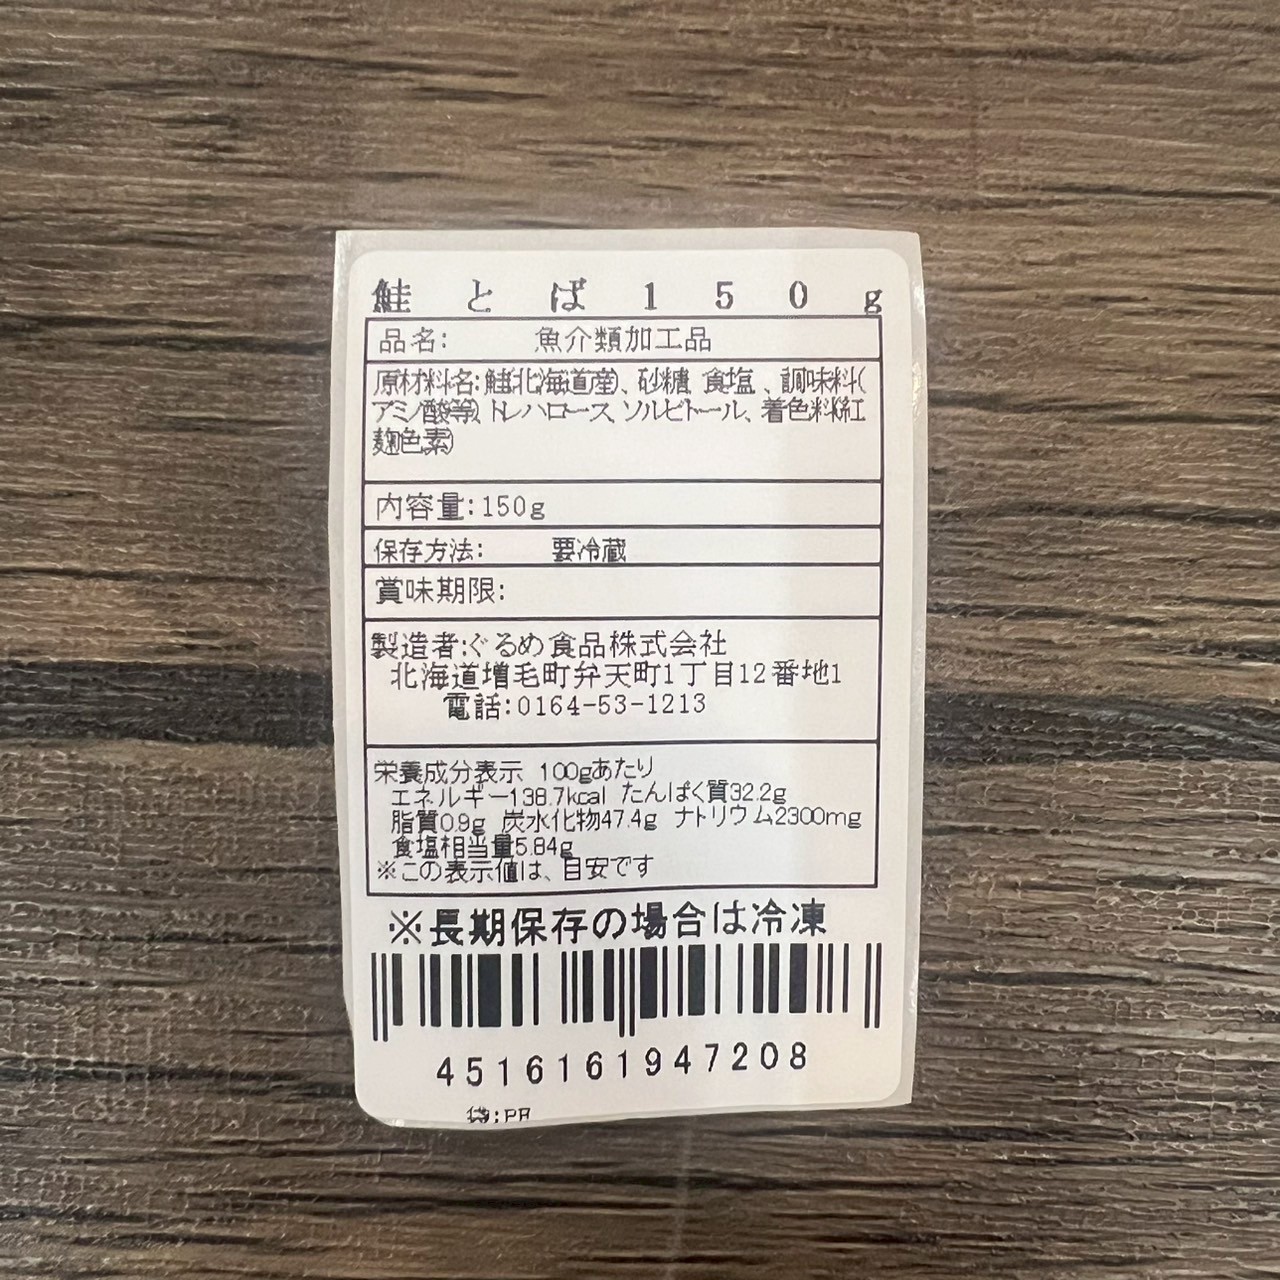 鮭とば150g
品名: 魚介類加工品
原材料名:鮭(北海道産)、砂糖、食塩、調味料(
アミノ酸等)、トレハロース、ソルビトール、着色料(紅
麹色素)
内容量:150g
保存方法: 要冷蔵
賞味期限:
製造者:ぐるめ食品株式会社
北海道増毛町弁天町1丁目12番地1
電話:0164-53-1213
栄養成分表示 100gあたり
エネルギー138.7kcal たんぱく質32.2g
脂質0.9g 炭水化物47.4g ナトリウム2300mg
食塩相当量5.84g
※この表示値は、目安です
※長期保存の場合は冷凍
4516161947208
袋:PE